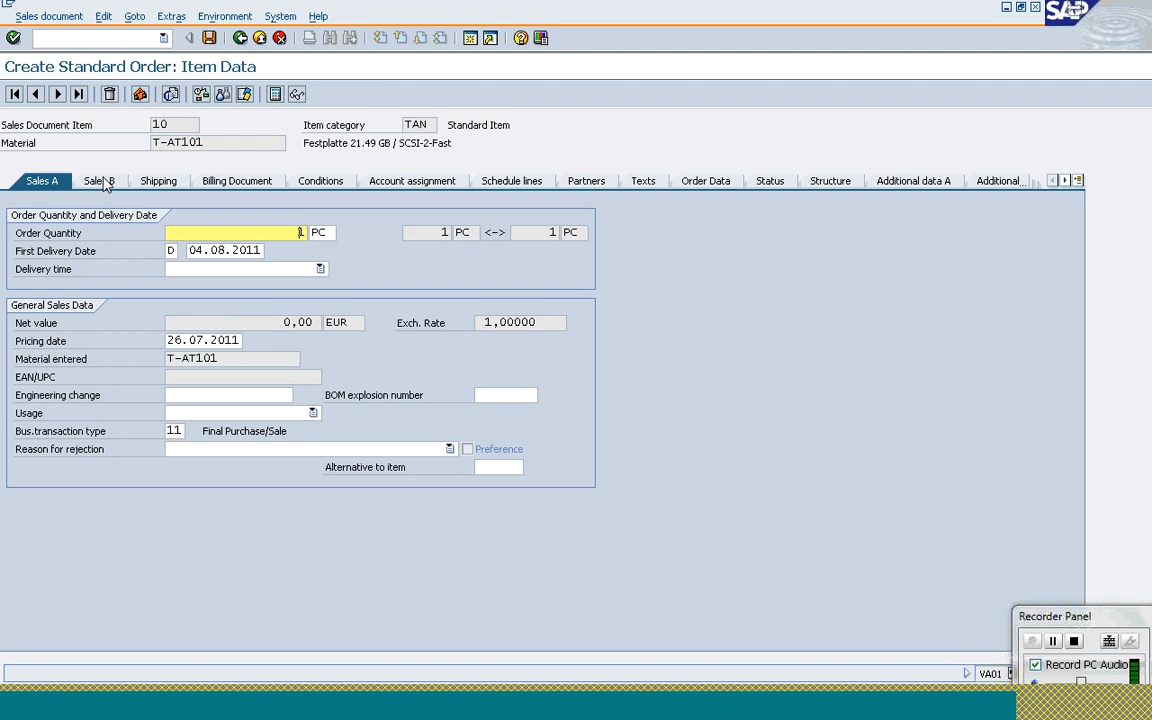 Sales document Edit Goto Extras Environment System Help
SAP
Create Standard Order: Item Data
Sales Document Item 10 Item category TAN Standard Item
Material T-AT101 Festplatte 21.49 GB / SCSI-2-Fast
Sales A Sales B Shipping Billing Document Conditions Account assignment Schedule lines Partners Texts Order Data Status Structure Additional data A Additional...
Order Quantity and Delivery Date
Order Quantity 1 PC 1 PC <-> 1 PC
First Delivery Date D 04.08.2011
Delivery time
General Sales Data
Net value 0,00 EUR Exch. Rate 1,00000
Pricing date 26.07.2011
Material entered T-AT101
EAN/UPC
Engineering change BOM explosion number
Usage
Bus.transaction type 11 Final Purchase/Sale
Reason for rejection Preference
Alternative to item
Recorder Panel
Record PC Audio
VA01